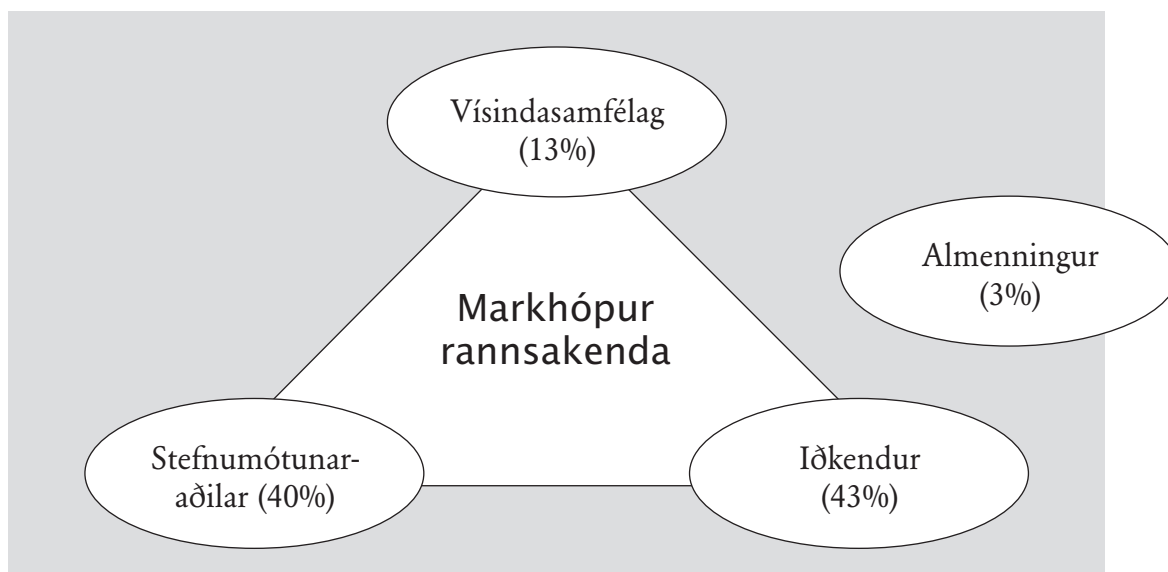 Vísindasamfélag
(13%)
Almenningur
(3%)
Markhópur
rannsakenda
Stefnumótunar-
aðilar (40%)
Iðkendur
(43%)